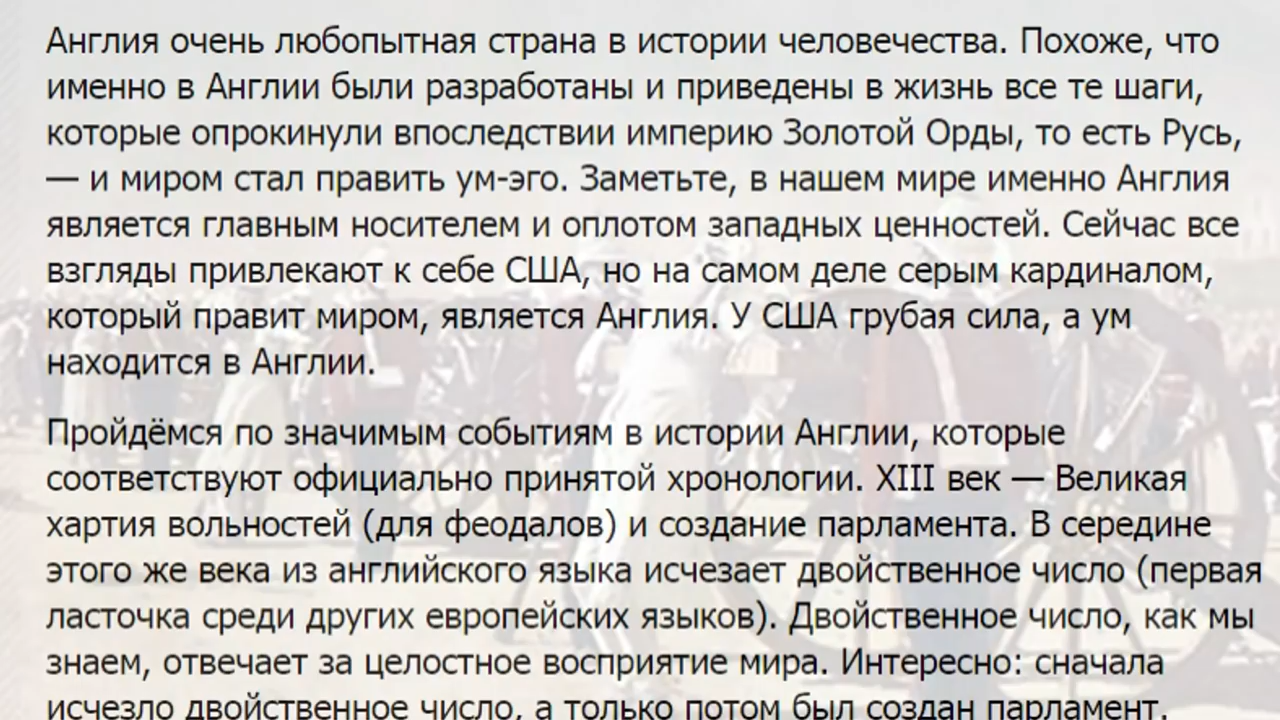 Англия очень любопытная страна в истории человечества. Похоже, что
именно в Англии были разработаны и приведены в жизнь все те шаги,
которые опрокинули впоследствии империю Золотой Орды, то есть Русь,
— и миром стал править ум-эго. Заметьте, в нашем мире именно Англия
является главным носителем и оплотом западных ценностей. Сейчас все
взгляды привлекают к себе США, но на самом деле серым кардиналом,
который правит миром, является Англия. У США грубая сила, а ум
находится в Англии.
Пройдёмся по значимым событиям в истории Англии, которые
соответствуют официально принятой хронологии. XIII век — Великая
хартия вольностей (для феодалов) и создание парламента. В середине
этого же века из английского языка исчезает двойственное число (первая
ласточка среди других европейских языков). Двойственное число, как мы
знаем, отвечает за целостное восприятие мира. Интересно: сначала
исчезло двойственное число, а только потом был создан парламент.